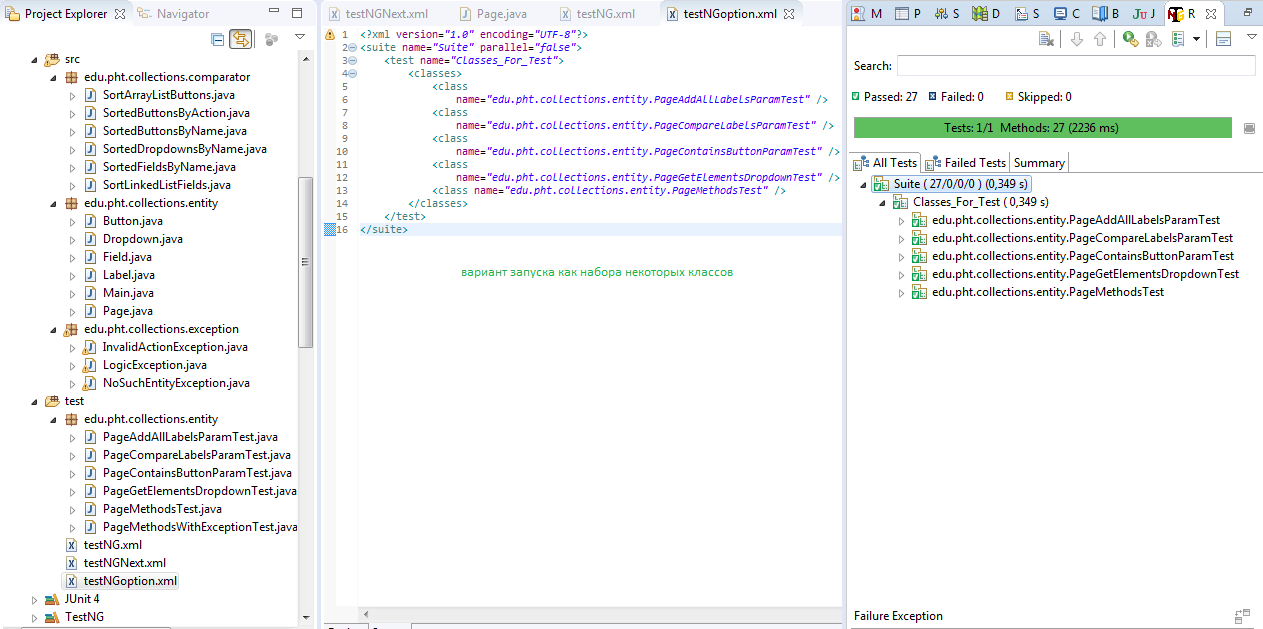 Project Explorer
Navigator
src
edu.pht.collections.comparator
SortArrayListButtons.java
SortedButtonsByAction.java
SortedButtonsByName.java
SortedDropdownsByName.java
SortedFieldsByName.java
SortLinkedListFields.java
edu.pht.collections.entity
Button.java
Dropdown.java
Field.java
Label.java
Main.java
Page.java
edu.pht.collections.exception
InvalidActionException.java
LogicException.java
NoSuchEntityException.java
test
edu.pht.collections.entity
PageAddAllLabelsParamTest.java
PageCompareLabelsParamTest.java
PageContainsButtonParamTest.java
PageGetElementsDropdownTest.java
PageMethodsTest.java
PageMethodsWithExceptionTest.java
testNG.xml
testNGNext.xml
testNGoption.xml
JUnit 4
TestNG
testNGNext.xml
Page.java
testNG.xml
testNGoption.xml
1 <?xml version="1.0" encoding="UTF-8"?>
2 <suite name="Suite" parallel="false">
3 <test name="Classes_For_Test">
4 <classes>
5 <class
6 name="edu.pht.collections.entity.PageAddAllLabelsParamTest" />
7 <class
8 name="edu.pht.collections.entity.PageCompareLabelsParamTest" />
9 <class
10 name="edu.pht.collections.entity.PageContainsButtonParamTest" />
11 <class
12 name="edu.pht.collections.entity.PageGetElementsDropdownTest" />
13 <class name="edu.pht.collections.entity.PageMethodsTest" />
14 </classes>
15 </test>
16 </suite>
вариант запуска как набора некоторых классов
M P S D S C B Ju J R
Search:
Passed: 27 Failed: 0 Skipped: 0
Tests: 1/1 Methods: 27 (2236 ms)
All Tests Failed Tests Summary
Suite ( 27/0/0/0 ) (0,349 s)
Classes_For_Test ( 0,349 s)
edu.pht.collections.entity.PageAddAllLabelsParamTest
edu.pht.collections.entity.PageCompareLabelsParamTest
edu.pht.collections.entity.PageContainsButtonParamTest
edu.pht.collections.entity.PageGetElementsDropdownTest
edu.pht.collections.entity.PageMethodsTest
Failure Exception